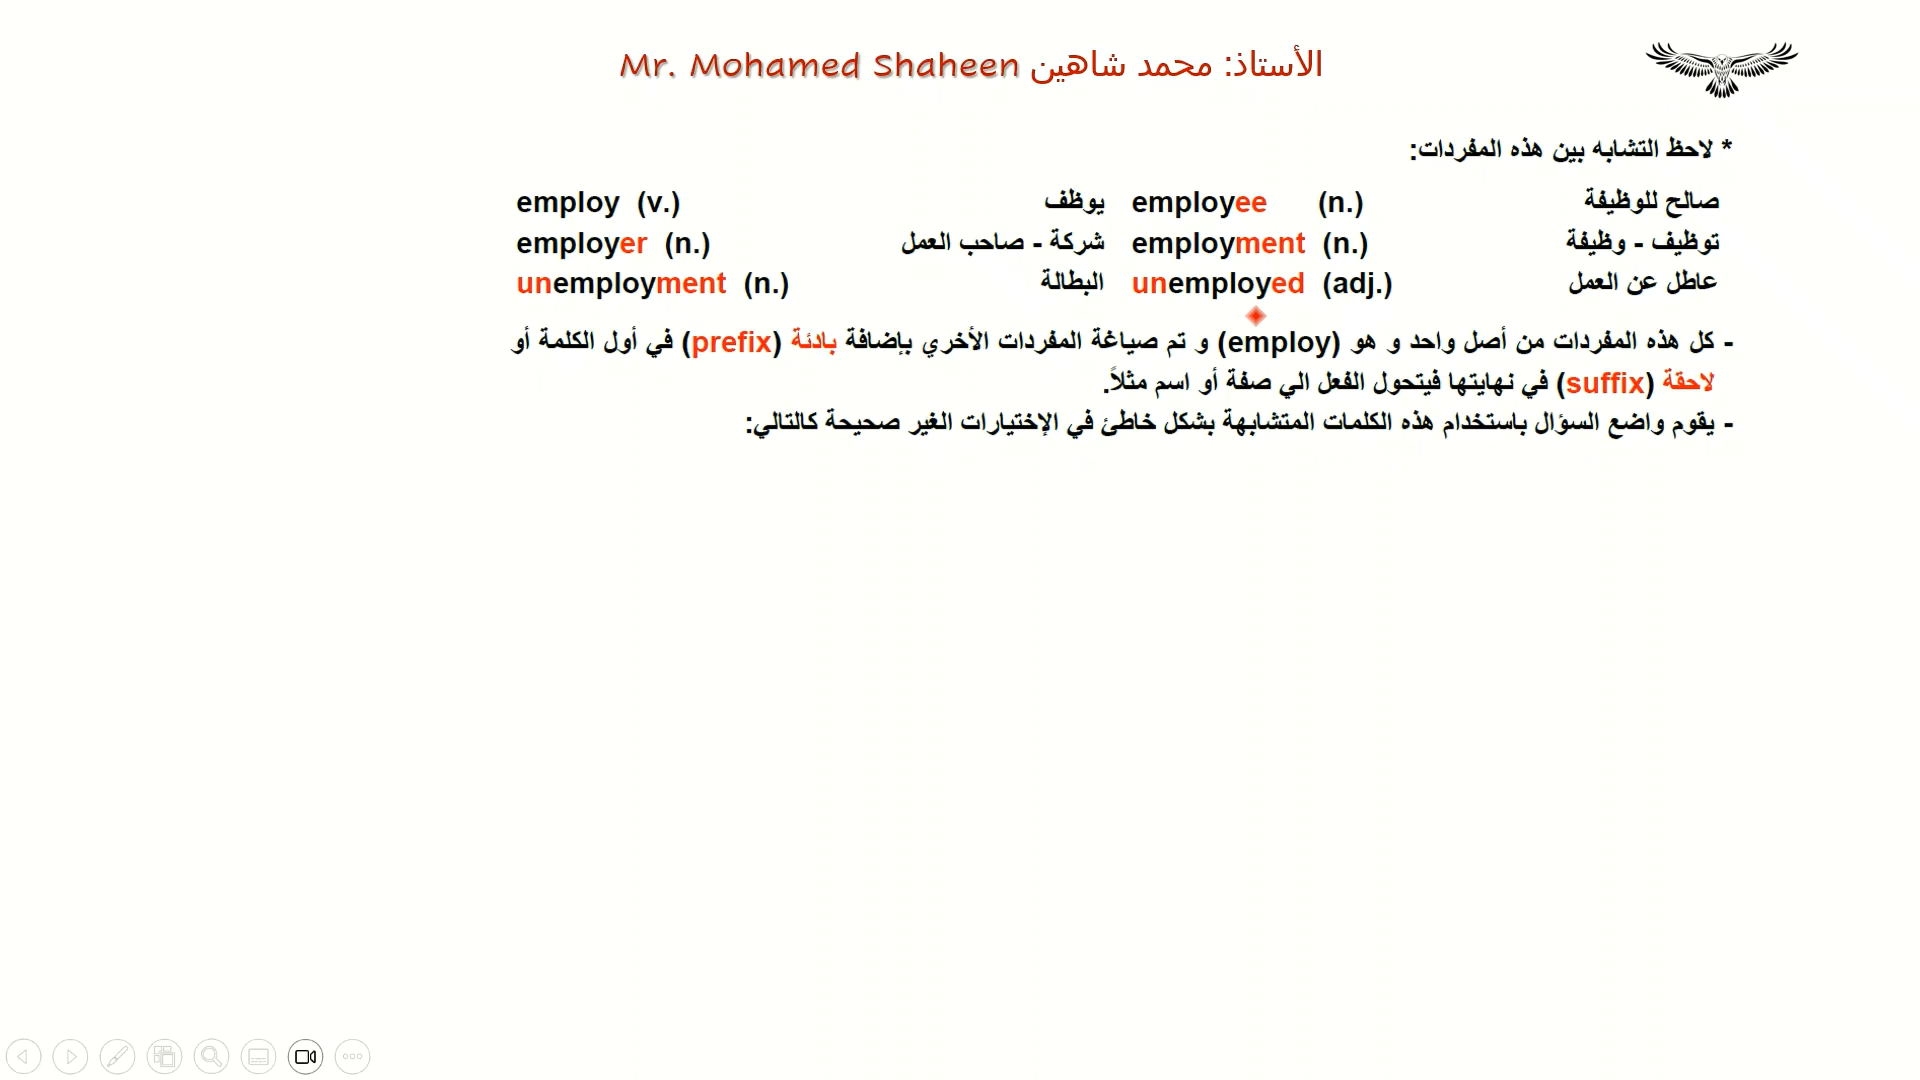 Mr. Mohamed Shaheen الأستاذ: محمد شاهين
* لاحظ التشابه بين هذه المفردات:
employ (v.) يوظف employee (n.) صالح للوظيفة
employer (n.) شركة - صاحب العمل employment (n.) توظيف - وظيفة
unemployment (n.) البطالة unemployed (adj.) عاطل عن العمل
- كل هذه المفردات من أصل واحد و هو (employ) و تم صياغة المفردات الأخري بإضافة بادئة (prefix) في أول الكلمة أو
لاحقة (suffix) في نهايتها فيتحول الفعل الي صفة أو اسم مثلاً.
- يقوم واضع السؤال باستخدام هذه الكلمات المتشابهة بشكل خاطئ في الإختيارات الغير صحيحة كالتالي: